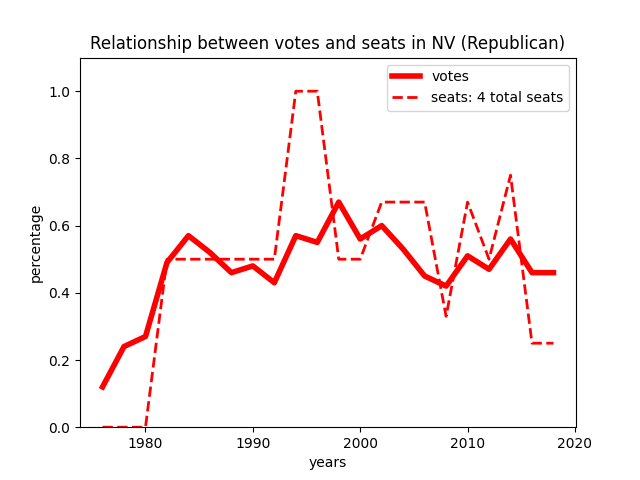 Relationship between votes and seats in NV (Republican)
votes
seats: 4 total seats
percentage
1.0
0.8
0.6
0.4
0.2
0.0
1980 1990 2000 2010 2020
years